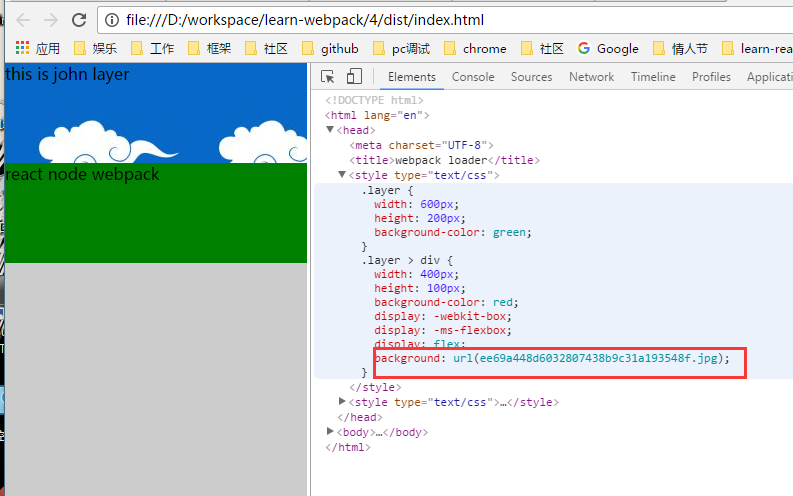 file:///D:/workspace/learn-webpack/4/dist/index.html
应用 娱乐 工作 框架 社区 github pc调试 chrome 社区 Google 情人节 learn-rea
this is john layer
react node webpack
Elements Console Sources Network Timeline Profiles Applicati
<!DOCTYPE html>
<html lang="en">
<head>
<meta charset="UTF-8">
<title>webpack loader</title>
<style type="text/css">
.layer {
width: 600px;
height: 200px;
background-color: green;
}
.layer > div {
width: 400px;
height: 100px;
background-color: red;
display: -webkit-box;
display: -ms-flexbox;
display: flex;
background: url(ee69a448d6032807438b9c31a193548f.jpg);
}
</style>
<style type="text/css">…</style>
</head>
<body>…</body>
</html>